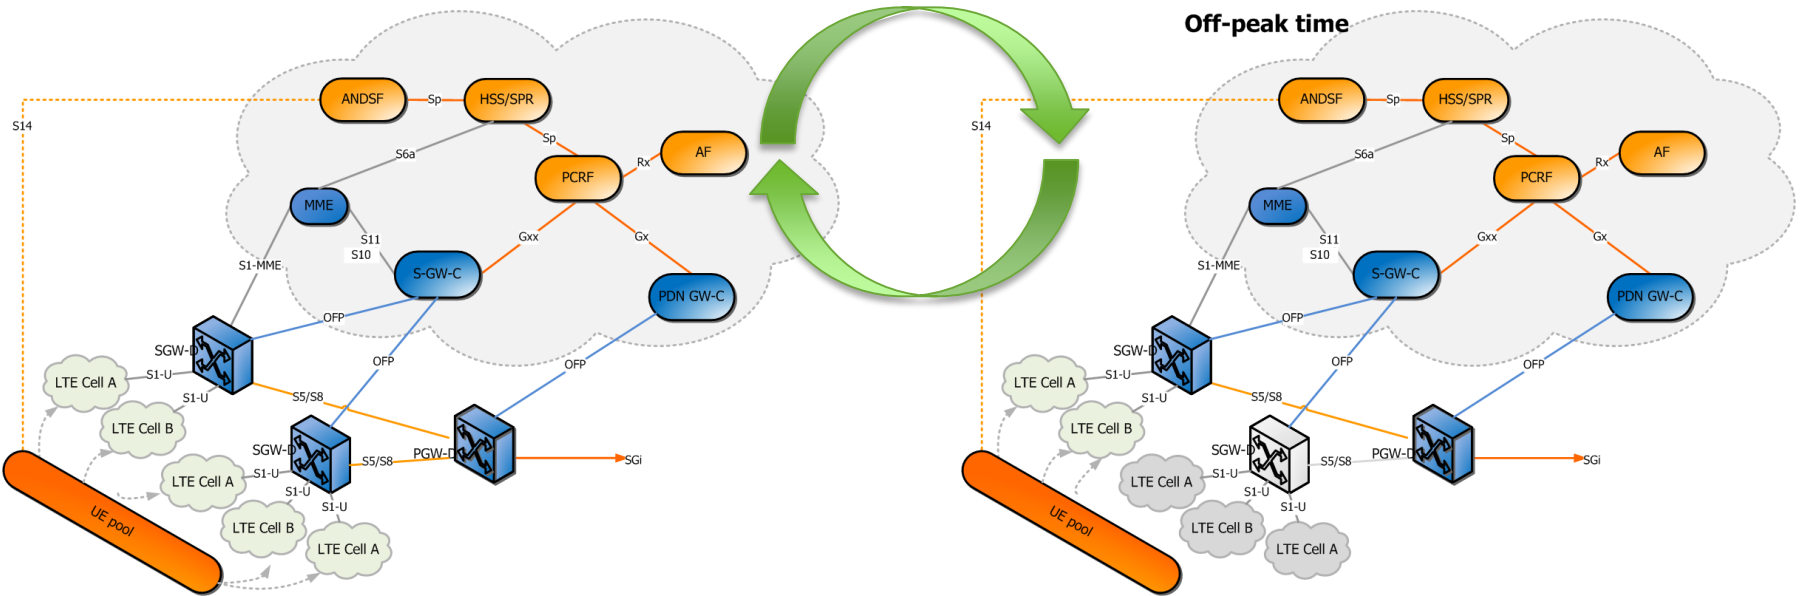 Off-peak time
ANDSF
Sp
HSS/SPR
S14
Sp
S6a
Rx
AF
PCRF
MME
S11
S10
Gxx
Gx
S1-MME
S-GW-C
PDN GW-C
OFP
SGW-D
OFP
OFP
LTE Cell A
S1-U
S1-U
S5/S8
LTE Cell B
SGW-D
PGW-D
S5/S8
SGi
LTE Cell A
S1-U
S1-U
S1-U
UE pool
LTE Cell B
LTE Cell A
ANDSF
Sp
HSS/SPR
S14
Sp
S6a
Rx
AF
PCRF
MME
S11
S10
Gxx
Gx
S1-MME
S-GW-C
PDN GW-C
OFP
SGW-D
OFP
OFP
LTE Cell A
S1-U
S1-U
S5/S8
LTE Cell B
SGW-D
PGW-D
S5/S8
SGi
LTE Cell A
S1-U
S1-U
S1-U
UE pool
LTE Cell B
LTE Cell A